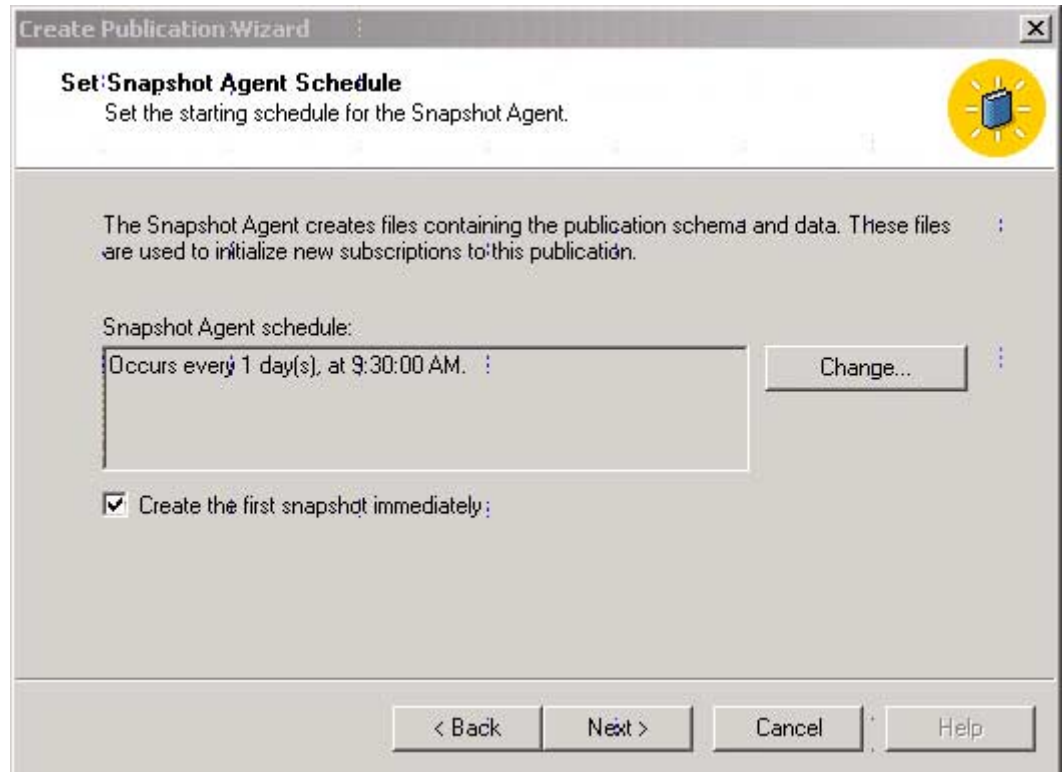 Create Publication Wizard
Set Snapshot Agent Schedule
Set the starting schedule for the Snapshot Agent.
The Snapshot Agent creates files containing the publication schema and data. These files
are used to initialize new subscriptions to this publication.
Snapshot Agent schedule:
Occurs every 1 day(s), at 9:30:00 AM.
Change...
Create the first snapshot immediately
< Back
Next >
Cancel
Help